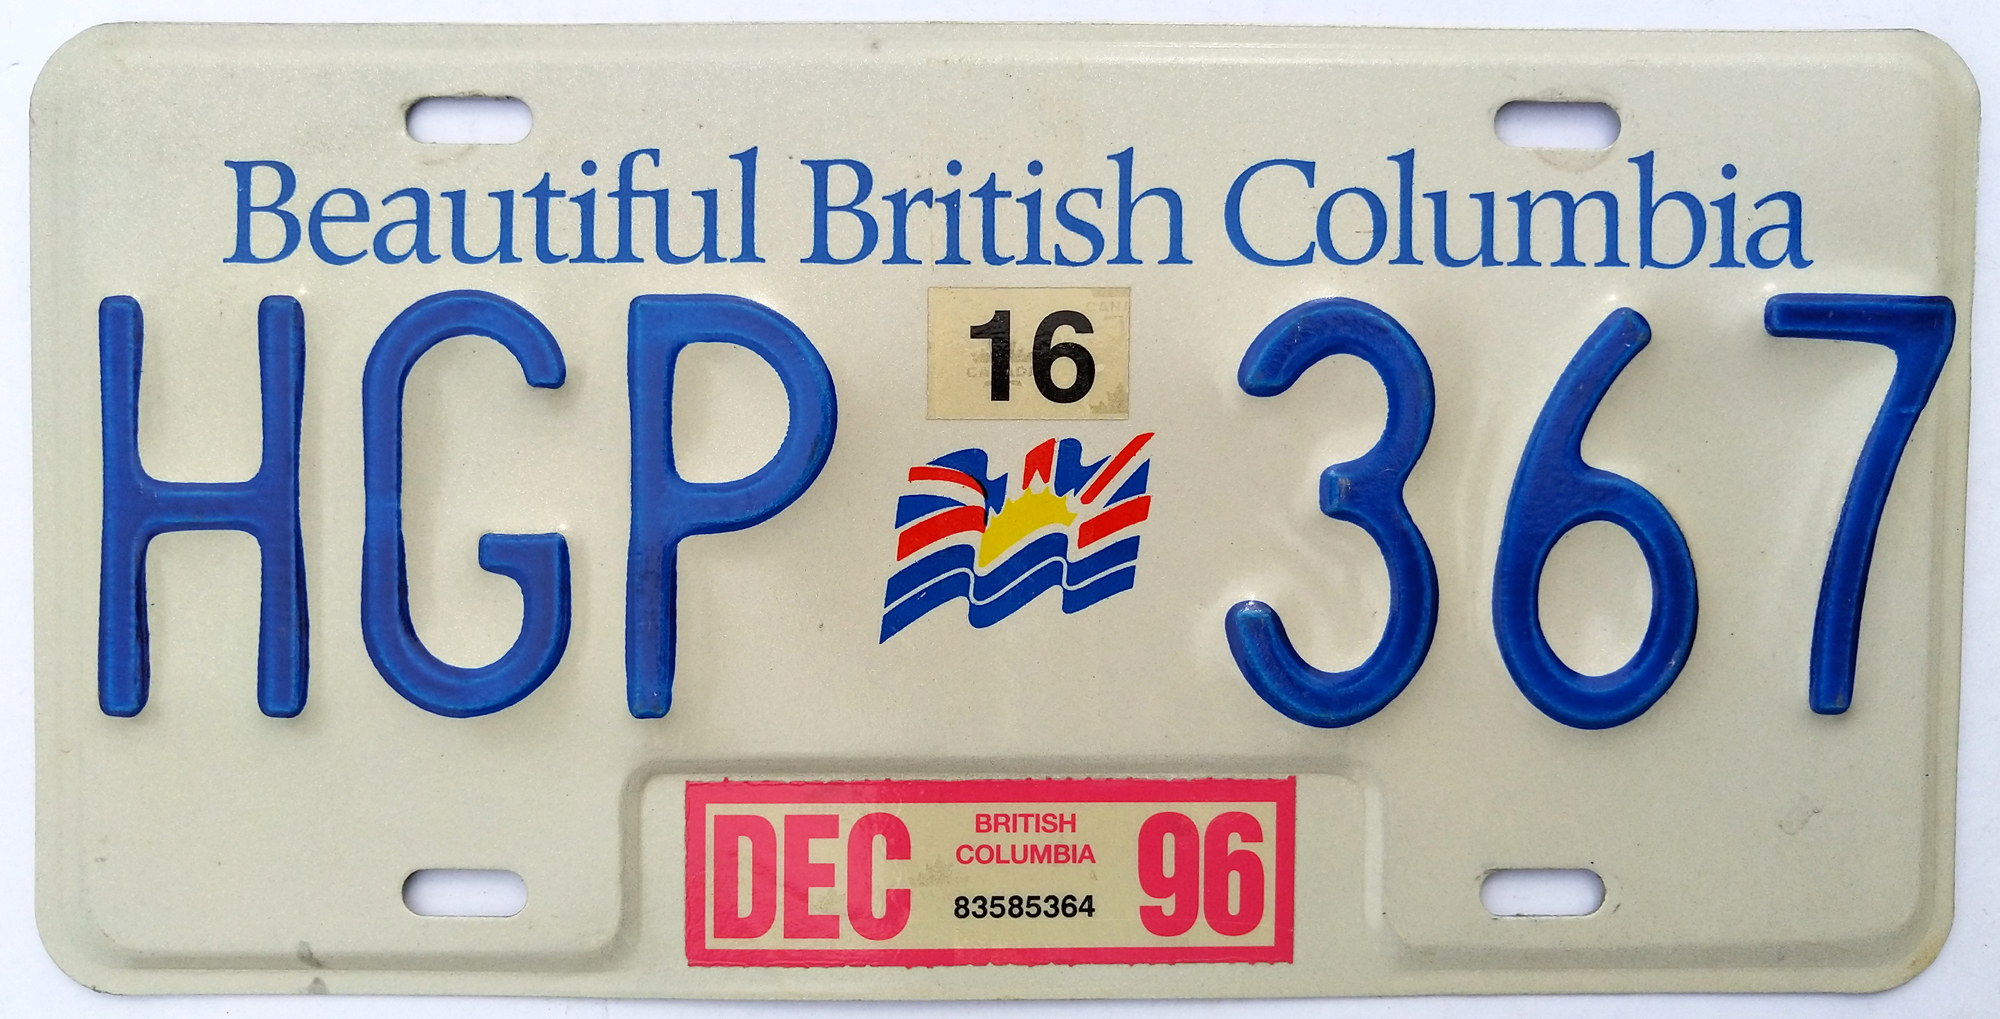 Beautiful British Columbia
HGP 367
16
DEC 96
BRITISH
COLUMBIA
83585364